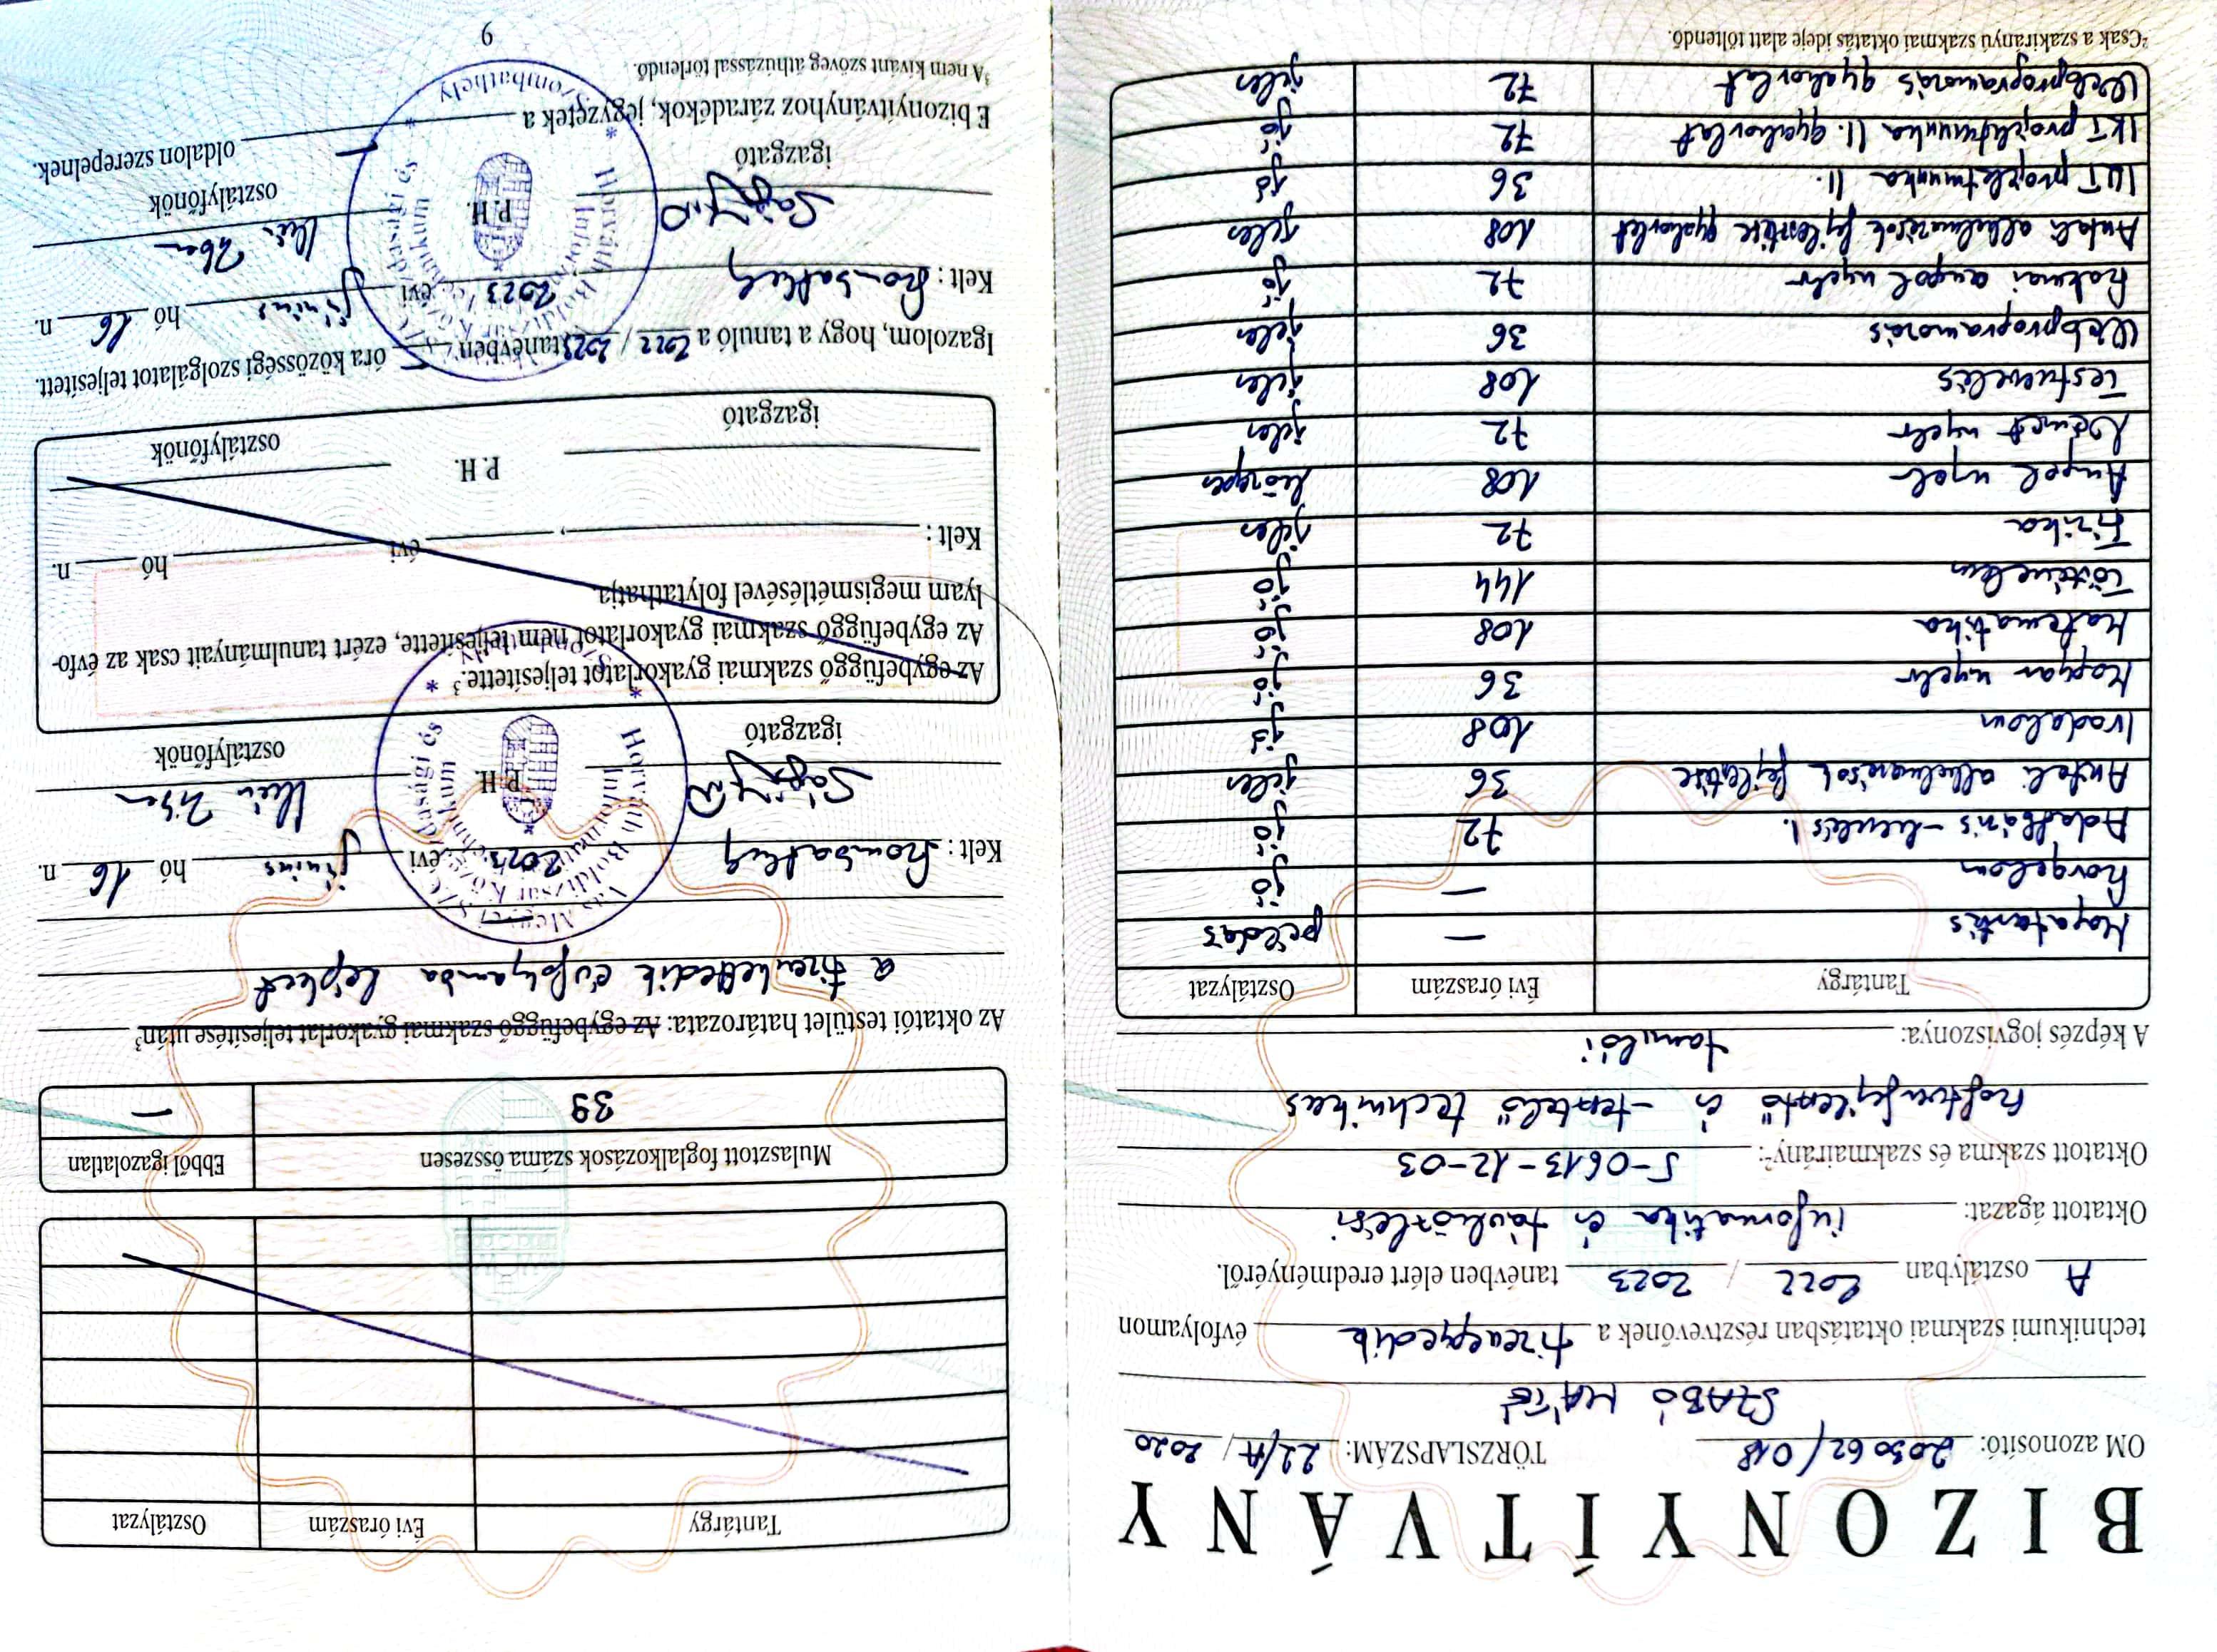 BIZONYÍTVÁNY
OM azonosító: 203062/018 TÖRZSLAPSZÁM: 22/A / 2020
SZABÓ MÁTÉ
technikumi szakmai oktatásban résztvevőnek a tizenegyedik évfolyamon
A osztályban 2022 / 2023 tanévben elért eredményéről.
Oktatott ágazat: informatika és távközlési
Oktatott szakma és szakmairány²: 5-0613-12-03
szoftverfejlesztő és -tesztelő technikus
A képzés jogviszonya: tanulói
Tantárgy Évi óraszám Osztályzat
Magatartás — példás
Szorgalom — jó
Adatbázis-kezelés I. 72 jó
Asztali alkalmazások fejlesztése 36 jeles
Irodalom 108 jó
Magyar nyelv 36 jó
Matematika 108 jó
Történelem 144 jó
Fizika 72 jeles
Angol nyelv 108 közepes
Német nyelv 72 jeles
Testnevelés 108 jeles
Webprogramozás 36 jeles
Szakmai angol nyelv 72 jó
Asztali alkalmazások fejlesztése gyakorlat 108 jeles
IKT projektmunka II. 36 jó
IKT projektmunka II. gyakorlat 72 jó
Webprogramozás gyakorlat 72 jeles
²Csak a szakirányú szakmai oktatás ideje alatt töltendő.
Tantárgy Évi óraszám Osztályzat
Mulasztott foglalkozások száma összesen Ebből igazolatlan
39 —
Az oktatói testület határozata: Az egybefüggő szakmai gyakorlat teljesítése után³
a tizenkettedik évfolyamba léphet
Kelt: Szombathely 2023. évi június hó 16 n.
P. H.
igazgató osztályfőnök
Vas Megyei SZC Horváth Boldizsár Közgazdasági és Informatikai Technikum * Szombathely *
Az egybefüggő szakmai gyakorlatot teljesítette.³
Az egybefüggő szakmai gyakorlatot nem teljesítette, ezért tanulmányait csak az évfo-
lyam megismétlésével folytathatja.
Kelt: , évi hó n.
P. H.
igazgató osztályfőnök
Igazolom, hogy a tanuló a 2022 / 2023 tanévben — óra közösségi szolgálatot teljesített.
Kelt: Szombathely 2023 évi június hó 16 n.
P. H.
igazgató osztályfőnök
E bizonyítványhoz záradékok, jegyzetek a — oldalon szerepelnek.
³A nem kívánt szöveg áthúzással törlendő.
9